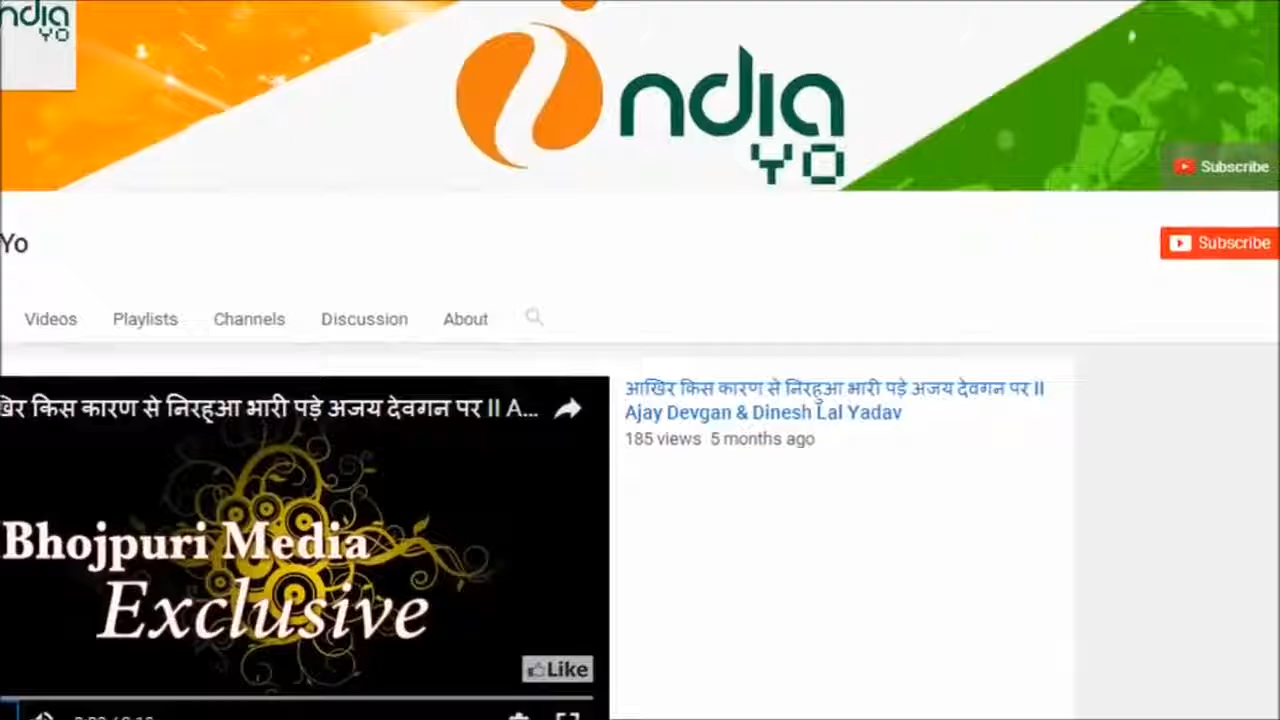 ndia
YO
india
YO
Subscribe
Yo
Subscribe
Videos Playlists Channels Discussion About
खिर किस कारण से निरहुआ भारी पड़े अजय देवगन पर II A...
आखिर किस कारण से निरहुआ भारी पड़े अजय देवगन पर II
Ajay Devgan & Dinesh Lal Yadav
185 views 5 months ago
Bhojpuri Media
Exclusive
Like